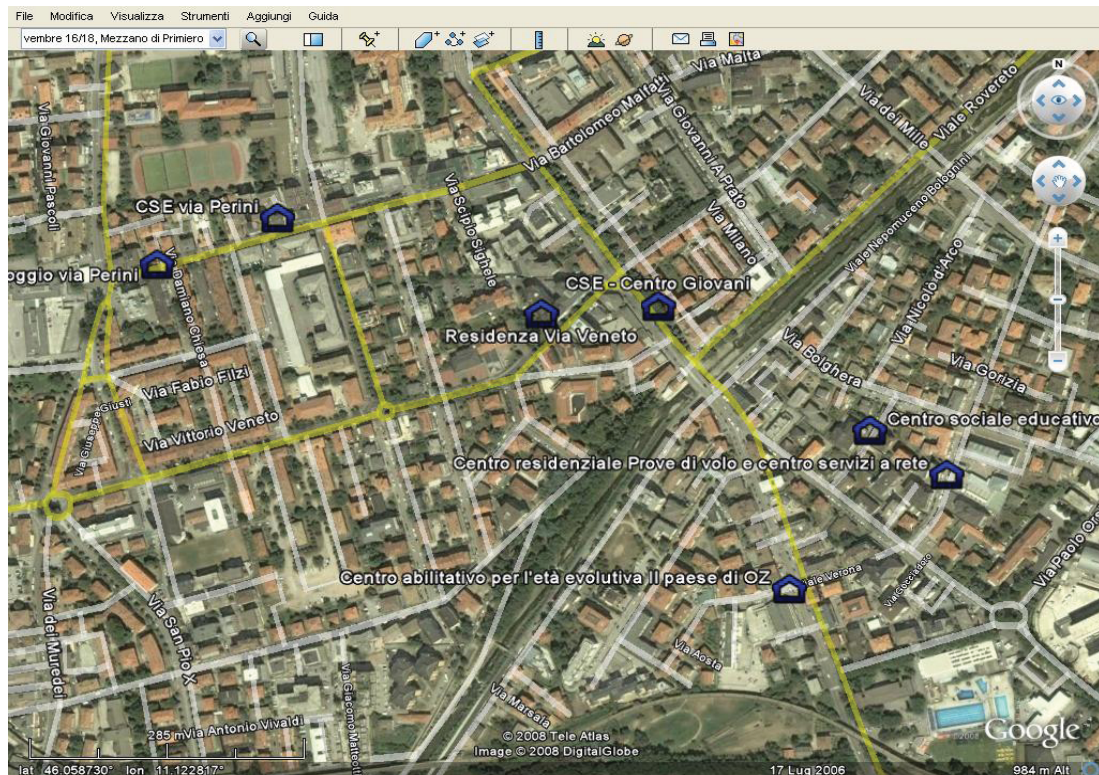 File Modifica Visualizza Strumenti Aggiungi Guida
vembre 16/18, Mezzano di Primiero
N
Via Malta
Via Giovanni Pascoli
Via Bartolomeo Malfatti
Via Giovanni A Prato
Via dei Mille
Viale Rovereto
Via Scipio Sighele
Viale Nepomuceno Bolognini
CSE via Perini
Via Milano
oggio via Perini
Via Damiano Chiesa
CSE - Centro Giovani
Via Nicolò d Arco
Residenza Via Veneto
Via Bolghera
Via Gorizia
Via Fabio Filzi
Via Giuseppe Giusti
Via Vittorio Veneto
Centro sociale educativo
Centro residenziale Prove di volo e centro servizi a rete
Via Paolo Ors
Centro abilitativo per l'età evolutiva Il paese di OZ
Viale Verona
Via Gocciadoro
Via dei Muredei
Via San Pio X
Via Aosta
Via Giacomo Matteott
Via Marsala
285 m
Via Antonio Vivaldi
© 2008 Tele Atlas
Image © 2008 DigitalGlobe
©2008 Google
lat 46.058730° lon 11.122817°
17 Lug 2006
984 m Alt